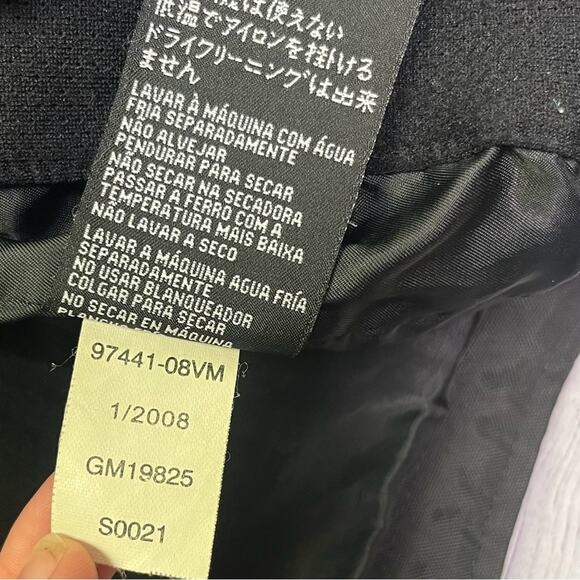 低温でアイロンを掛ける
ドライクリーニングは出来
ません
LAVAR À MÁQUINA COM ÁGUA
FRIA SEPARADAMENTE
NÃO ALVEJAR
PENDURAR PARA SECAR
NÃO SECAR NA SECADORA
PASSAR A FERRO COM A
TEMPERATURA MAIS BAIXA
NÃO LAVAR A SECO
LAVAR A MÁQUINA AGUA FRÍA
SEPARADAMENTE
NO USAR BLANQUEADOR
COLGAR PARA SECAR
NO SECAR EN MÁQUINA
97441-08VM
1/2008
GM19825
S0021